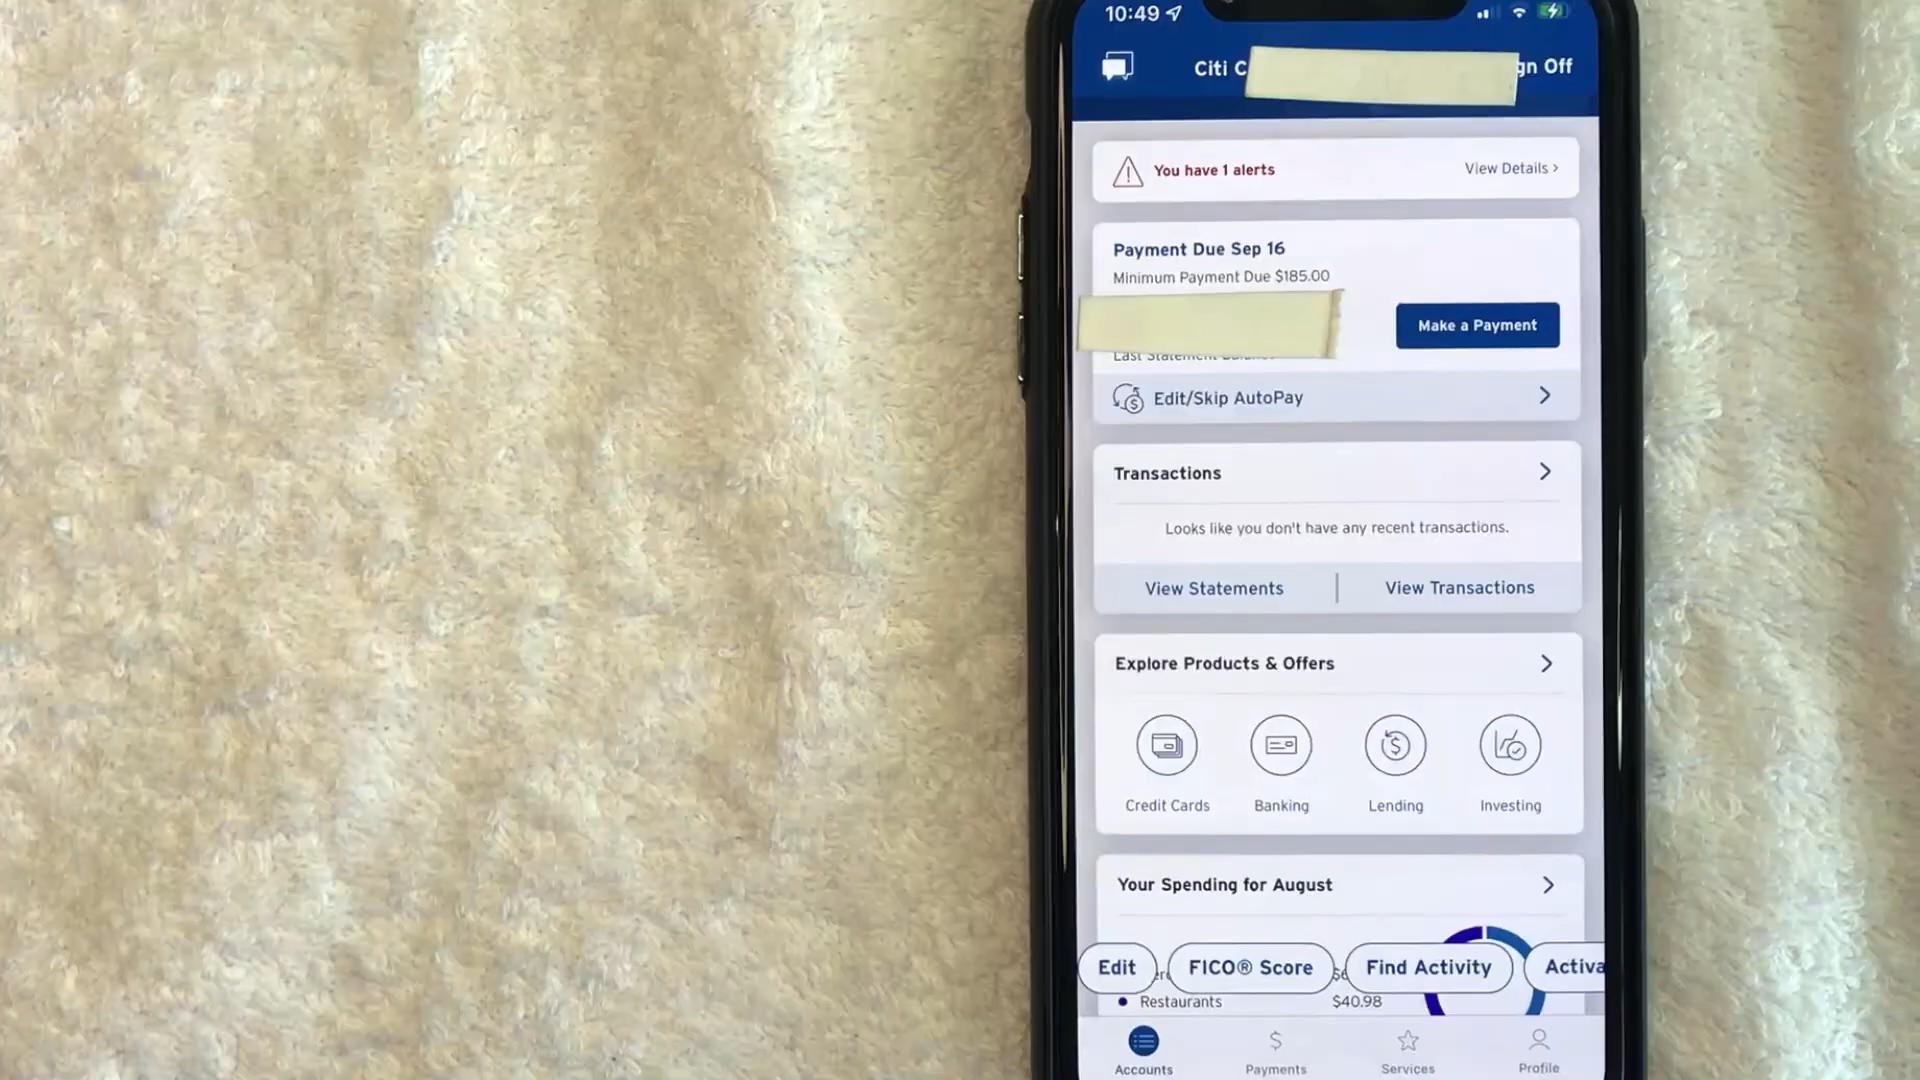 10:49
Citi C
gn Off
You have 1 alerts
View Details >
Payment Due Sep 16
Minimum Payment Due $185.00
Make a Payment
Last Statement
Edit/Skip AutoPay
Transactions
Looks like you don't have any recent transactions.
View Statements
View Transactions
Explore Products & Offers
Credit Cards
Banking
Lending
Investing
Your Spending for August
Edit
FICO® Score
Find Activity
Activa
Restaurants
$40.98
Accounts
Payments
Services
Profile